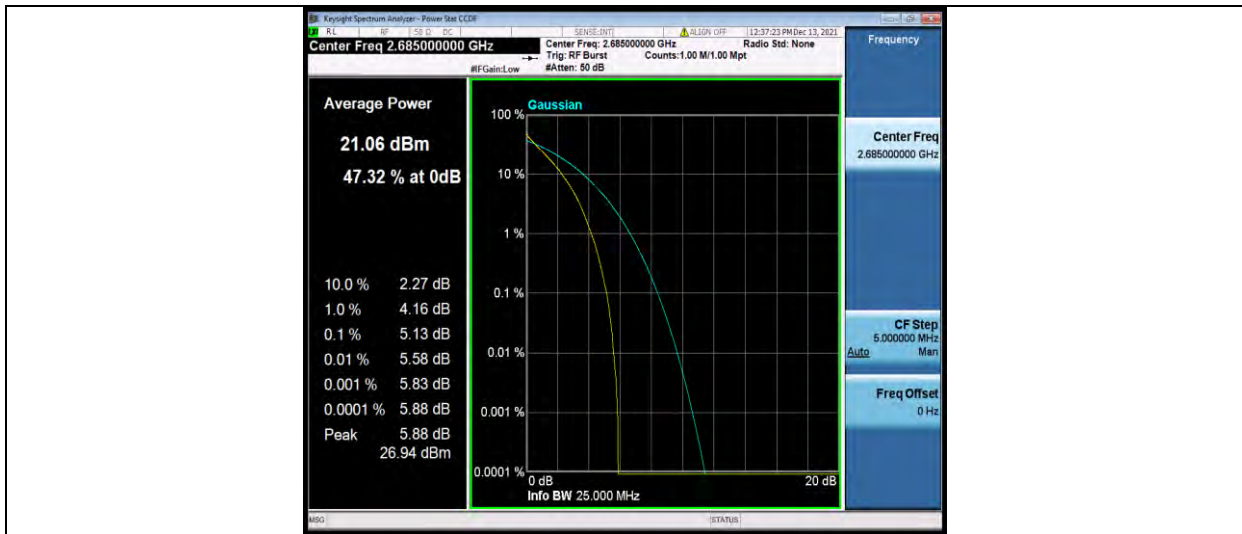 Keysight Spectrum Analyzer - Power Stat CCDF
RL RF 50 Ω DC SENSE:INT ALIGN OFF 12:37:23 PM Dec 13, 2021
Center Freq 2.685000000 GHz
Center Freq: 2.685000000 GHz Radio Std: None
Trig: RF Burst Counts:1.00 M/1.00 Mpt
#IFGain:Low #Atten: 50 dB
Frequency
Average Power
21.06 dBm
47.32 % at 0dB
10.0 % 2.27 dB
1.0 % 4.16 dB
0.1 % 5.13 dB
0.01 % 5.58 dB
0.001 % 5.83 dB
0.0001 % 5.88 dB
Peak 5.88 dB
26.94 dBm
Gaussian
100 %
10 %
1 %
0.1 %
0.01 %
0.001 %
0.0001 %
0 dB 20 dB
Info BW 25.000 MHz
Center Freq
2.685000000 GHz
CF Step
5.000000 MHz
Auto Man
Freq Offset
0 Hz
MSG STATUS